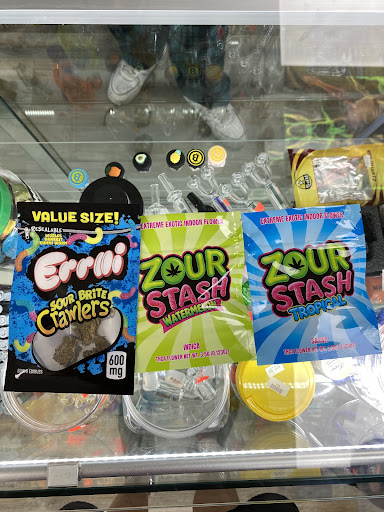 VALUE SIZE!
RESEALABLE
Errlli
SOUR BRITE
Crawlers
600
mg
EXTREME EXOTIC INDOOR FLOWER
ZOUR
STASH
WATERMELON
INDICA
EXTREME EXOTIC INDOOR FLOWER
ZOUR
STASH
TROPICAL